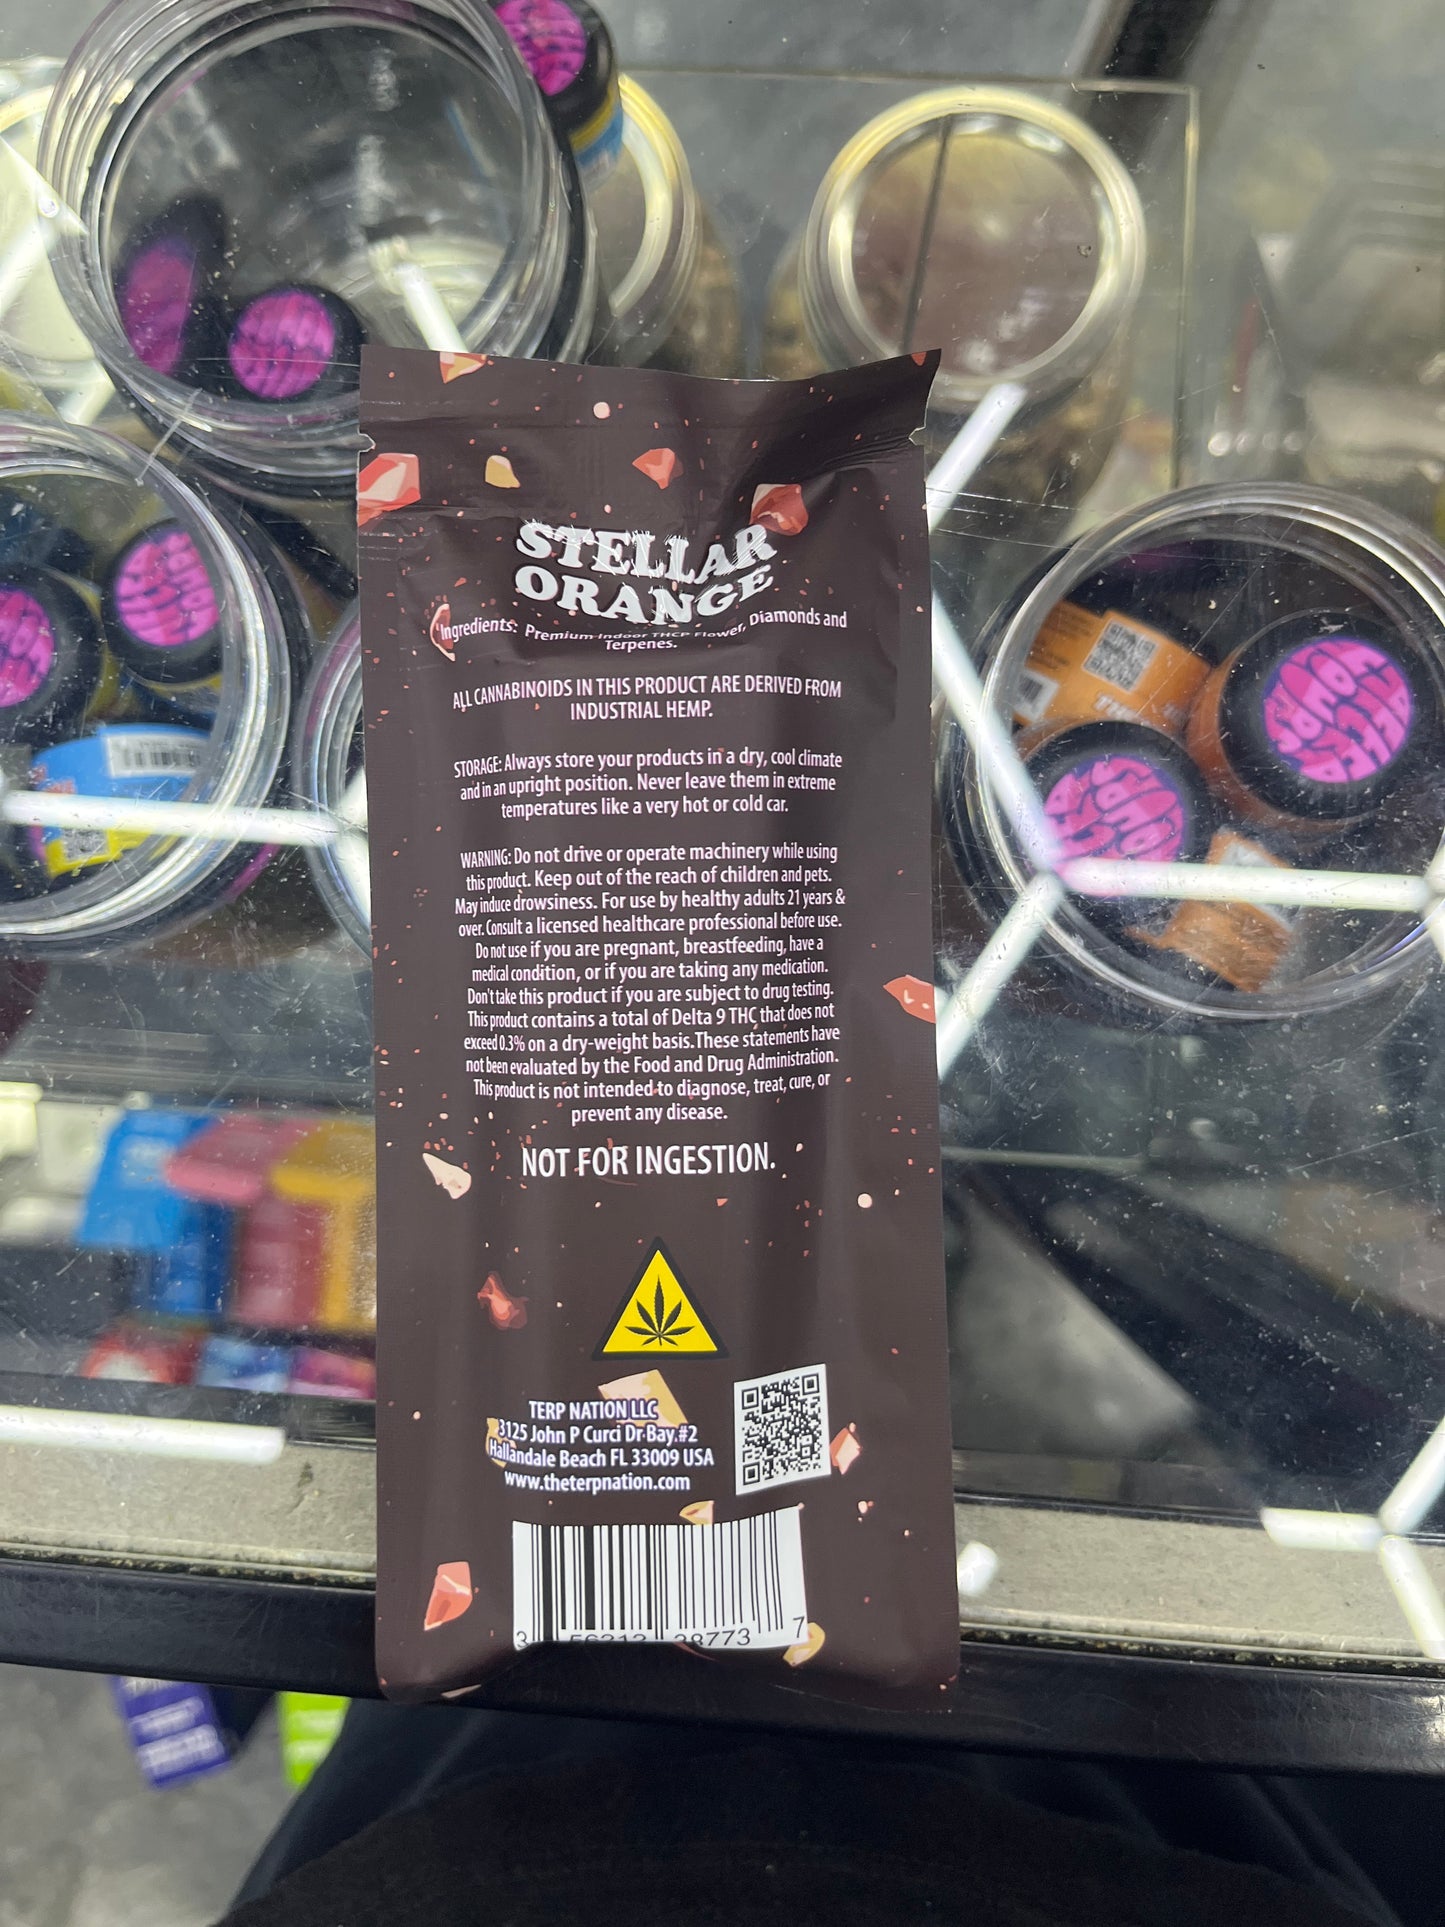 STELLAR
ORANGE
Ingredients: Premium Indoor THCP Flower, Diamonds and
Terpenes.
ALL CANNABINOIDS IN THIS PRODUCT ARE DERIVED FROM
INDUSTRIAL HEMP.
STORAGE: Always store your products in a dry, cool climate
and in an upright position. Never leave them in extreme
temperatures like a very hot or cold car.
WARNING: Do not drive or operate machinery while using
this product. Keep out of the reach of children and pets.
May induce drowsiness. For use by healthy adults 21 years &
over. Consult a licensed healthcare professional before use.
Do not use if you are pregnant, breastfeeding, have a
medical condition, or if you are taking any medication.
Don't take this product if you are subject to drug testing.
This product contains a total of Delta 9 THC that does not
exceed 0.3% on a dry-weight basis.These statements have
not been evaluated by the Food and Drug Administration.
This product is not intended to diagnose, treat, cure, or
prevent any disease.
NOT FOR INGESTION.
TERP NATION LLC
3125 John P Curci Dr Bay.#2
Hallandale Beach FL 33009 USA
www.theterpnation.com
3 56212 38773 7